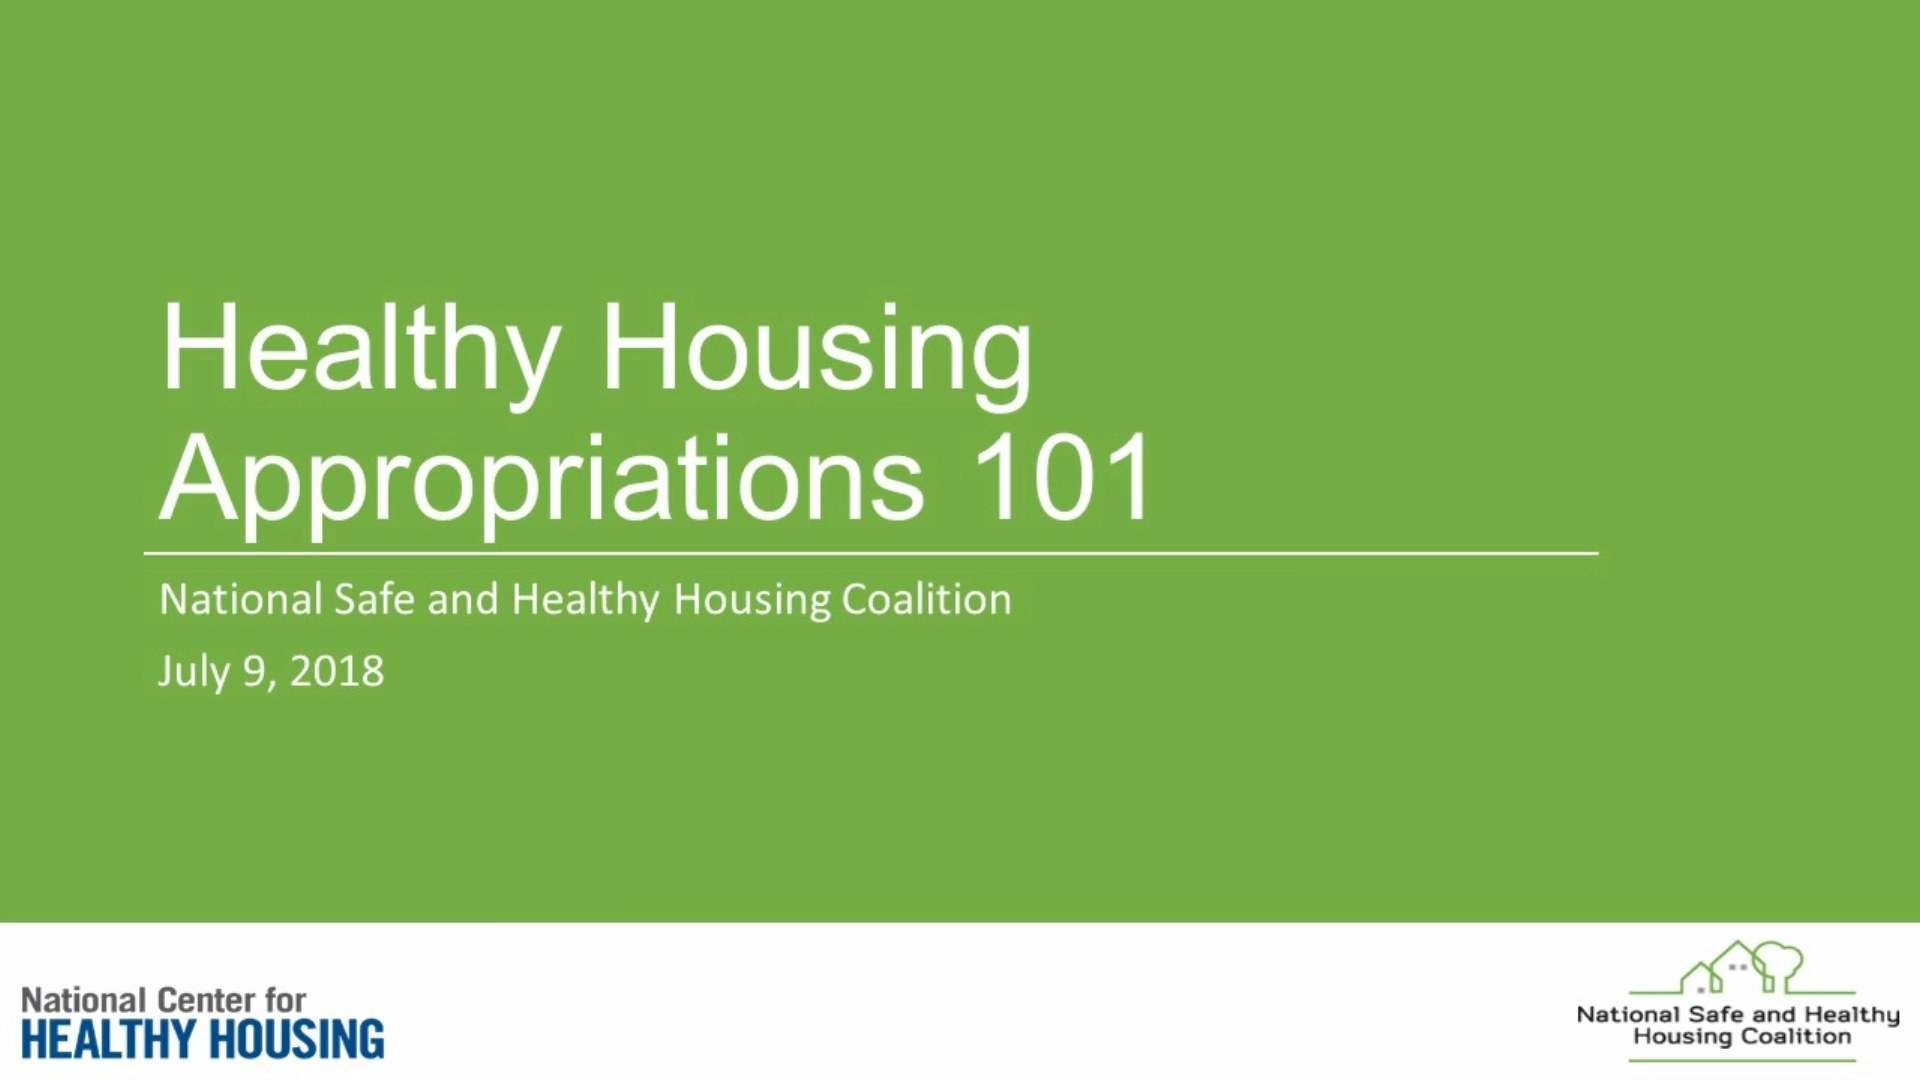 Healthy Housing
Appropriations 101
National Safe and Healthy Housing Coalition
July 9, 2018
National Center for
HEALTHY HOUSING
National Safe and Healthy
Housing Coalition